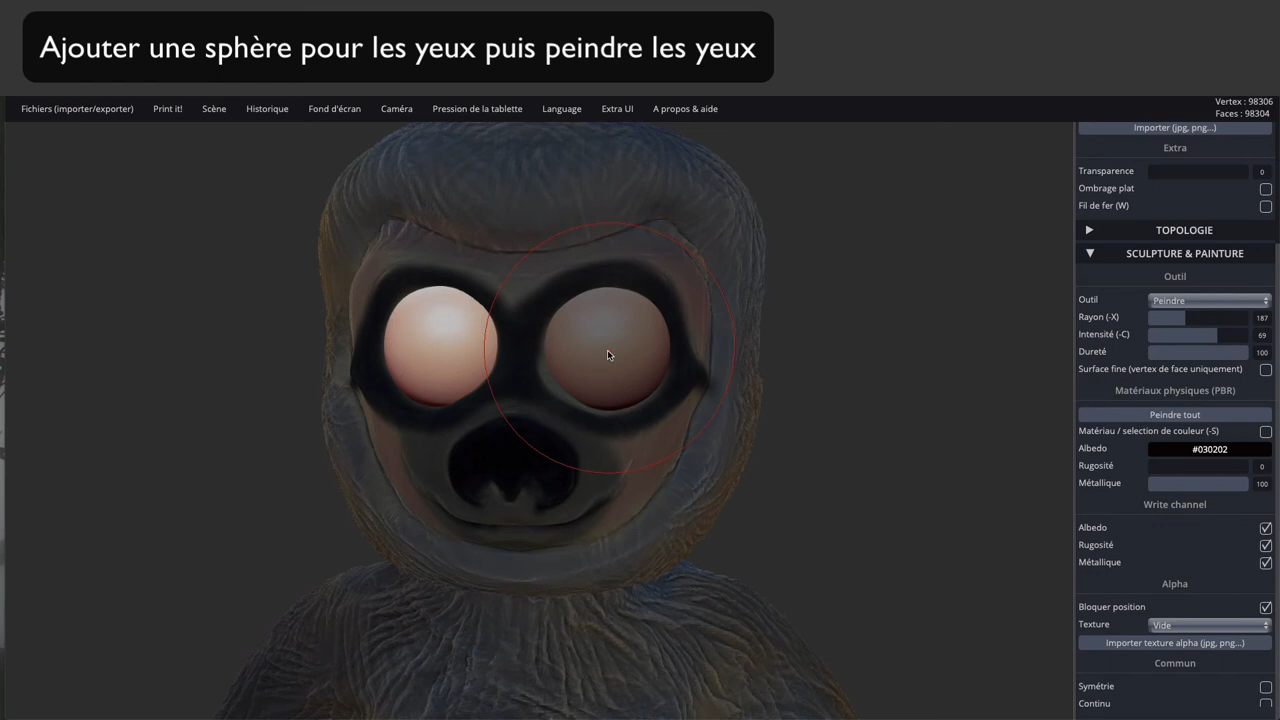 Ajouter une sphère pour les yeux puis peindre les yeux
Fichiers (importer/exporter) Print it! Scène Historique Fond d'écran Caméra Pression de la tablette Language Extra UI A propos & aide
Vertex : 98306
Faces : 98304
Importer (jpg, png...)
Extra
Transparence 0
Ombrage plat
Fil de fer (W)
TOPOLOGIE
SCULPTURE & PAINTURE
Outil
Outil Peindre
Rayon (-X) 187
Intensité (-C) 69
Dureté 100
Surface fine (vertex de face uniquement)
Matériaux physiques (PBR)
Peindre tout
Matériau / selection de couleur (-S)
Albedo #030202
Rugosité 0
Métallique 100
Write channel
Albedo
Rugosité
Métallique
Alpha
Bloquer position
Texture Vide
Importer texture alpha (jpg, png...)
Commun
Symétrie
Continu